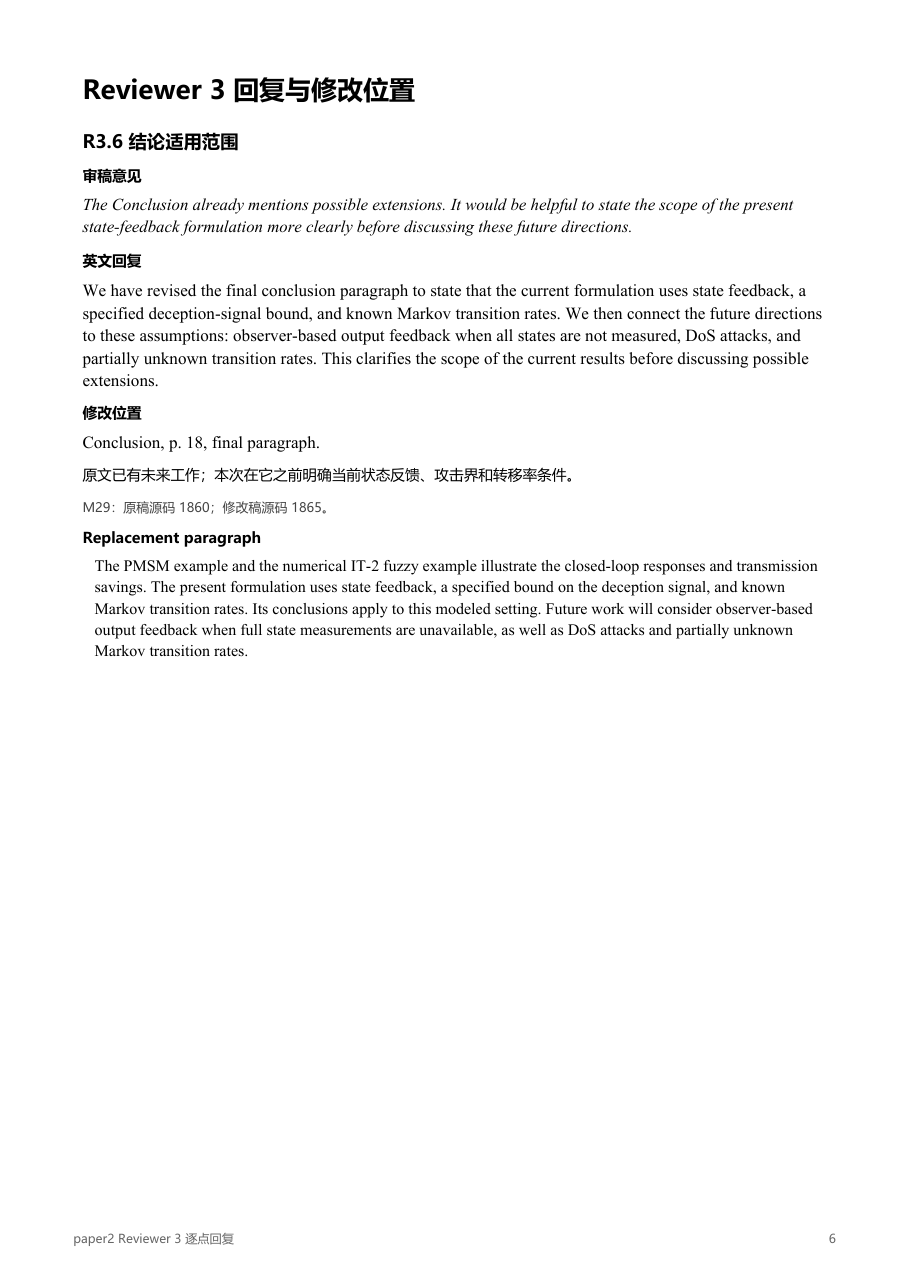 Reviewer 3 回复与修改位置
R3.6 结论适用范围
审稿意见
The Conclusion already mentions possible extensions. It would be helpful to state the scope of the present
state-feedback formulation more clearly before discussing these future directions.
英文回复
We have revised the final conclusion paragraph to state that the current formulation uses state feedback, a
specified deception-signal bound, and known Markov transition rates. We then connect the future directions
to these assumptions: observer-based output feedback when all states are not measured, DoS attacks, and
partially unknown transition rates. This clarifies the scope of the current results before discussing possible
extensions.
修改位置
Conclusion, p. 18, final paragraph.
原文已有未来工作；本次在它之前明确当前状态反馈、攻击界和转移率条件。
M29：原稿源码 1860；修改稿源码 1865。
Replacement paragraph
The PMSM example and the numerical IT-2 fuzzy example illustrate the closed-loop responses and transmission
savings. The present formulation uses state feedback, a specified bound on the deception signal, and known
Markov transition rates. Its conclusions apply to this modeled setting. Future work will consider observer-based
output feedback when full state measurements are unavailable, as well as DoS attacks and partially unknown
Markov transition rates.
paper2 Reviewer 3 逐点回复
6